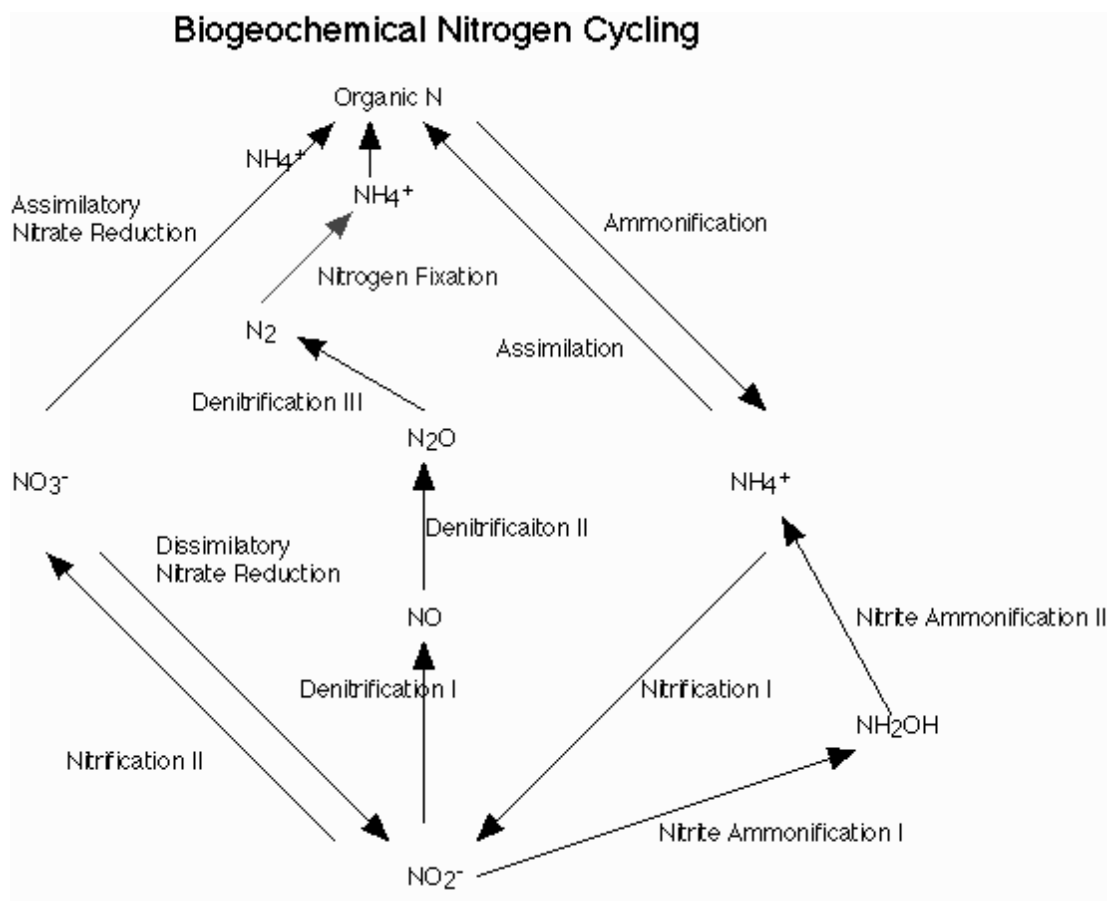 Biogeochemical Nitrogen Cycling
Organic N
NH4+
NH4+
Assimilatory
Nitrate Reduction
Ammonification
Nitrogen Fixation
N2
Assimilation
Denitrification III
N2O
NO3-
NH4+
Denitrificaiton II
Dissimilatory
Nitrate Reduction
NO
Nitrite Ammonification II
Denitrification I
Nitrification I
NH2OH
Nitrification II
Nitrite Ammonification I
NO2-